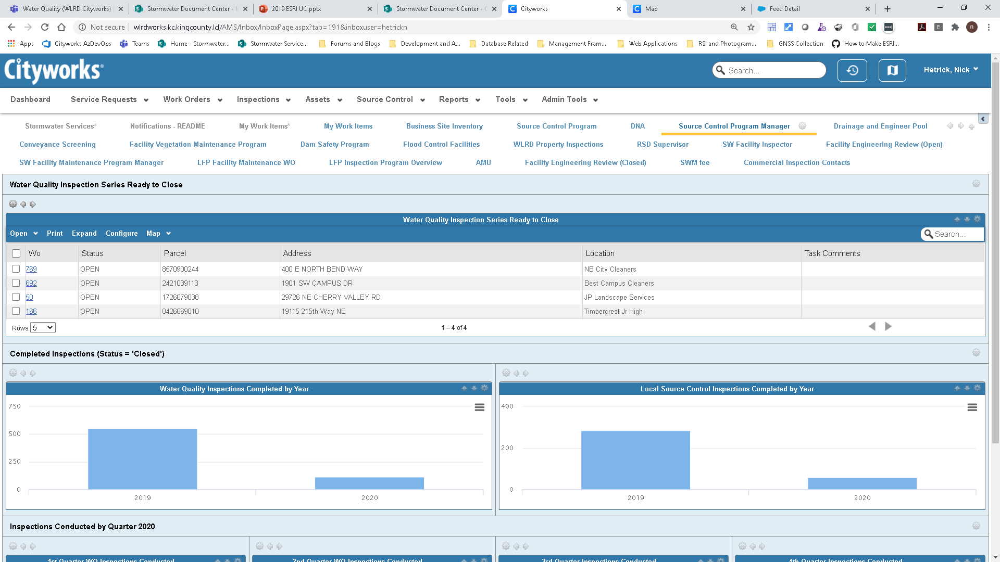 Water Quality (WLRD Cityworks)
Stormwater Document Center - I
2019 ESRI UC.pptx
Stormwater Document Center - C
Cityworks
Map
Feed Detail
Not secure
wlrdworks.kc.kingcounty.lcl/AMS/Inbox/InboxPage.aspx?tab=191&inboxuser=hetrickn
Apps
Cityworks AzDevOps
Teams
Home - Stormwater...
Stormwater Service...
Forums and Blogs
Development and A...
Database Related
Management Fram...
Web Applications
RSI and Photogram...
GNSS Collection
How to Make ESRI...
Cityworks
Search...
Hetrick, Nick
Dashboard
Service Requests
Work Orders
Inspections
Assets
Source Control
Reports
Tools
Admin Tools
Stormwater Services*
Notifications - README
My Work Items*
My Work Items
Business Site Inventory
Source Control Program
DNA
Source Control Program Manager
Drainage and Engineer Pool
Conveyance Screening
Facility Vegetation Maintenance Program
Dam Safety Program
Flood Control Facilities
WLRD Property Inspections
RSD Supervisor
SW Facility Inspector
Facility Engineering Review (Open)
SW Facility Maintenance Program Manager
LFP Facility Maintenance WO
LFP Inspection Program Overview
AMU
Facility Engineering Review (Closed)
SWM fee
Commercial Inspection Contacts
Water Quality Inspection Series Ready to Close
Water Quality Inspection Series Ready to Close
Open Print Expand Configure Map
Search...
Wo Status Parcel Address Location Task Comments
769 OPEN 8570900244 400 E NORTH BEND WAY NB City Cleaners
692 OPEN 2421039113 1901 SW CAMPUS DR Best Campus Cleaners
50 OPEN 1726079038 29726 NE CHERRY VALLEY RD JP Landscape Services
166 OPEN 0426069010 19115 215th Way NE Timbercrest Jr High
Rows 5
1 – 4 of 4
Completed Inspections (Status = 'Closed')
Water Quality Inspections Completed by Year
750
500
250
0
2019 2020
Local Source Control Inspections Completed by Year
400
200
0
2019 2020
Inspections Conducted by Quarter 2020
1st Quarter WQ Inspections Conducted
2nd Quarter WQ Inspections Conducted
3rd Quarter Inspections Conducted
4th Quarter Inspections Conducted